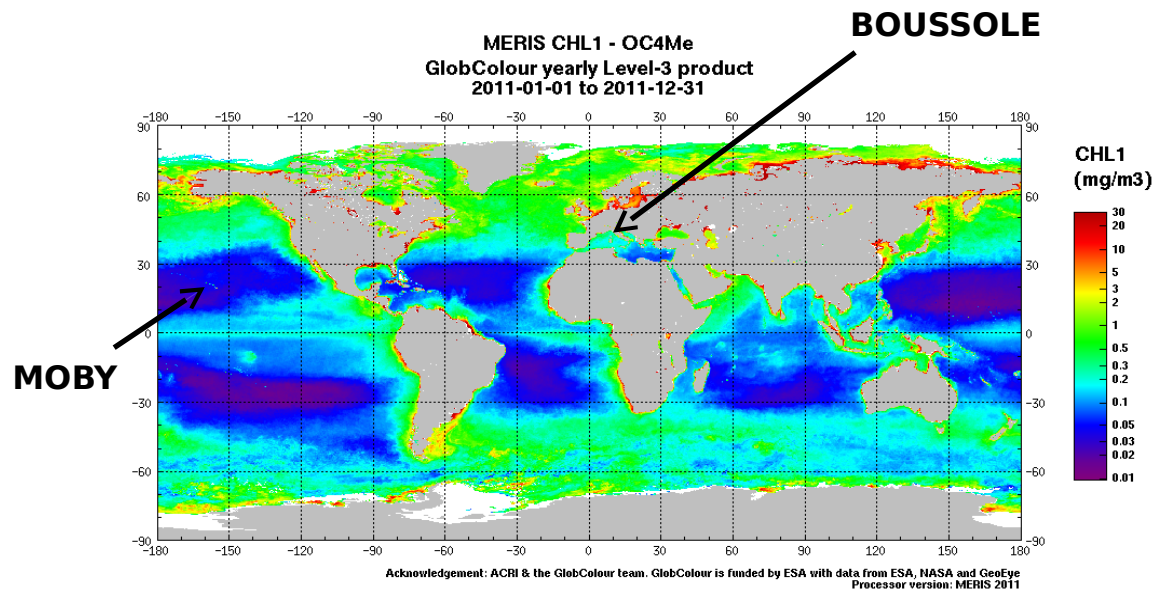 BOUSSOLE
MERIS CHL1 - OC4Me
GlobColour yearly Level-3 product
2011-01-01 to 2011-12-31
−180 −150 −120 −90 −60 −30 0 30 60 90 120 150 180
90 90
CHL1
(mg/m3)
60 60
30 30
0 0
−30 −30
−60 −60
−90 −90
MOBY
30
20
10
5
3
2
1
0.5
0.3
0.2
0.1
0.05
0.03
0.02
0.01
−180 −150 −120 −90 −60 −30 0 30 60 90 120 150 180
Acknowledgement: ACRI & the GlobColour team. GlobColour is funded by ESA with data from ESA, NASA and GeoEye
Processor version: MERIS 2011